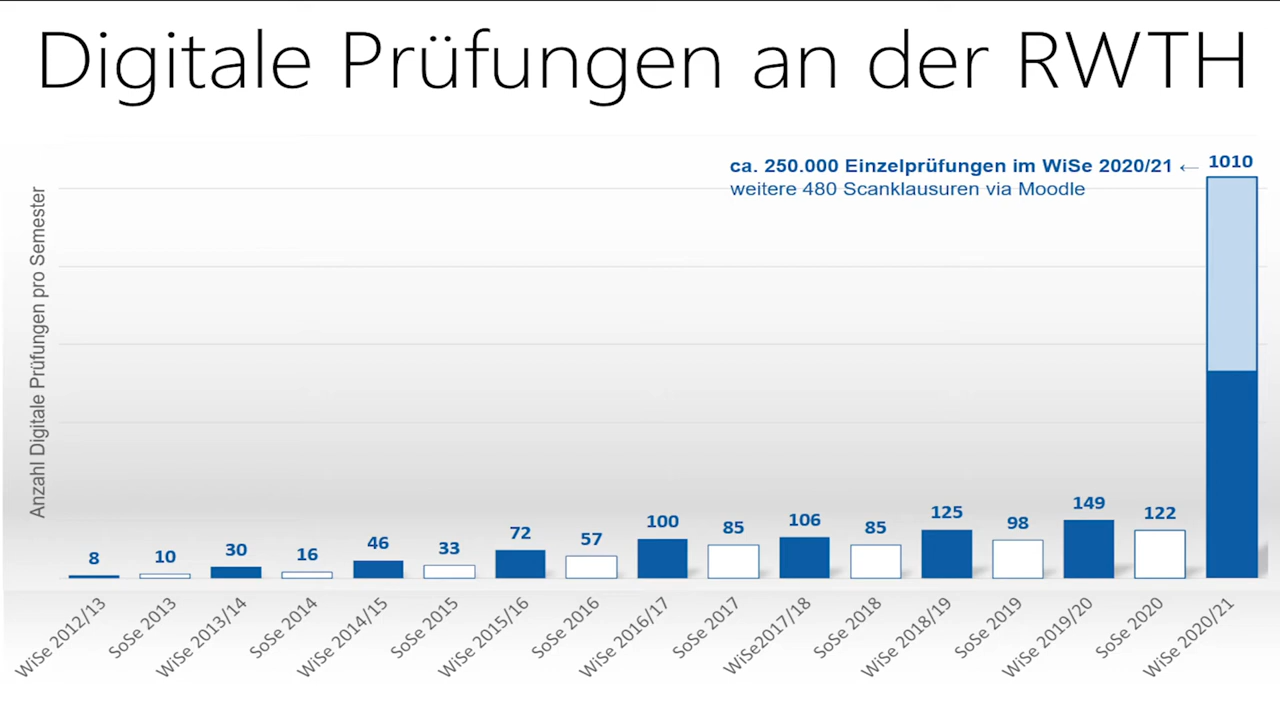 Digitale Prüfungen an der RWTH
ca. 250.000 Einzelprüfungen im WiSe 2020/21 ← 1010
weitere 480 Scanklausuren via Moodle
Anzahl Digitale Prüfungen pro Semester
8 10 30 16 46 33 72 57 100 85 106 85 125 98 149 122
WiSe 2012/13
SoSe 2013
WiSe 2013/14
SoSe 2014
WiSe 2014/15
SoSe 2015
WiSe 2015/16
SoSe 2016
WiSe 2016/17
SoSe 2017
WiSe2017/18
SoSe 2018
WiSe 2018/19
SoSe 2019
WiSe 2019/20
SoSe 2020
WiSe 2020/21